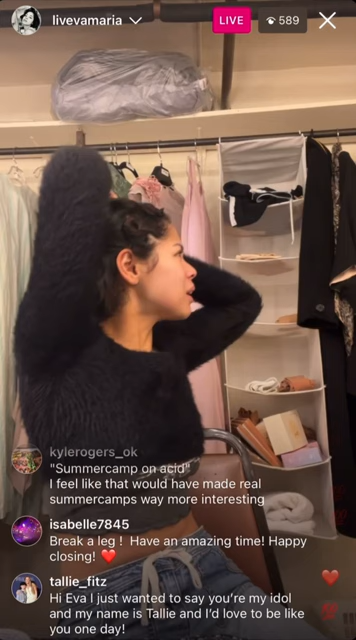 livevamaria
LIVE
589
kylerogers_ok
"Summercamp on acid"
I feel like that would have made real
summercamps way more interesting
isabelle7845
Break a leg !  Have an amazing time! Happy
closing! ❤️
tallie_fitz
Hi Eva I just wanted to say you're my idol
and my name is Tallie and I'd love to be like
you one day!